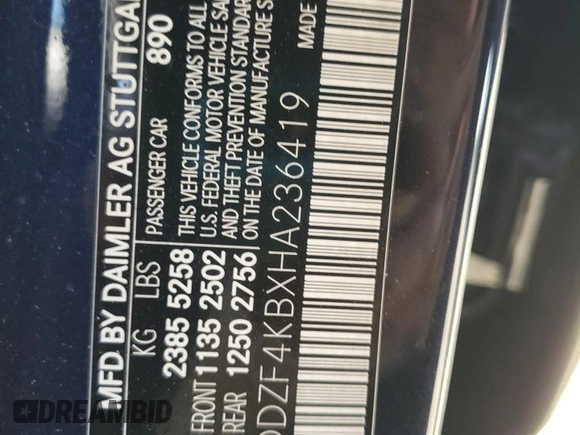 MFD BY DAIMLER AG STUTTGA
KG LBS PASSENGER CAR 890
2385 5258 THIS VEHICLE CONFORMS TO ALL
FRONT 1135 2502 U.S. FEDERAL MOTOR VEHICLE SA
REAR 1250 2756 AND THEFT PREVENTION STANDAR
ON THE DATE OF MANUFACTURE S
DZF4KBXHA236419 MADE
DREAMBID